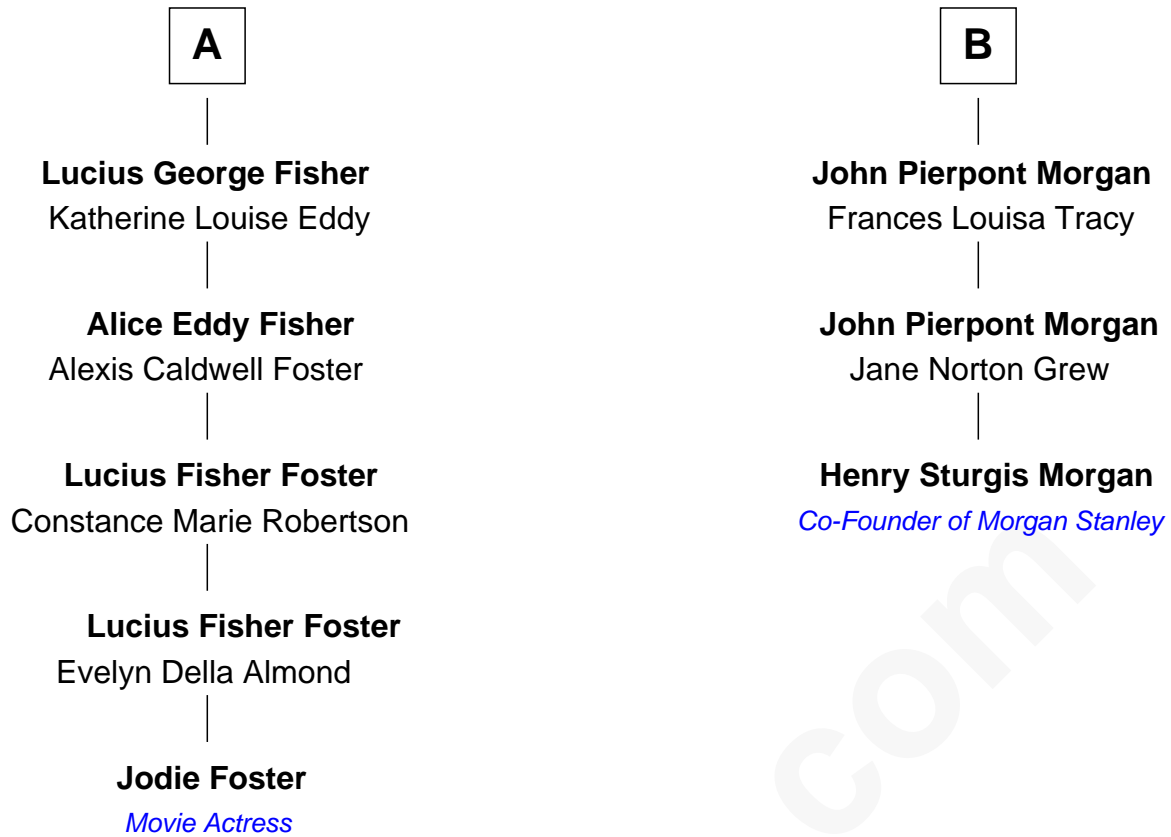 A
Lucius George Fisher
Katherine Louise Eddy
Alice Eddy Fisher
Alexis Caldwell Foster
Lucius Fisher Foster
Constance Marie Robertson
Lucius Fisher Foster
Evelyn Della Almond
Jodie Foster
Movie Actress
B
John Pierpont Morgan
Frances Louisa Tracy
John Pierpont Morgan
Jane Norton Grew
Henry Sturgis Morgan
Co-Founder of Morgan Stanley
com